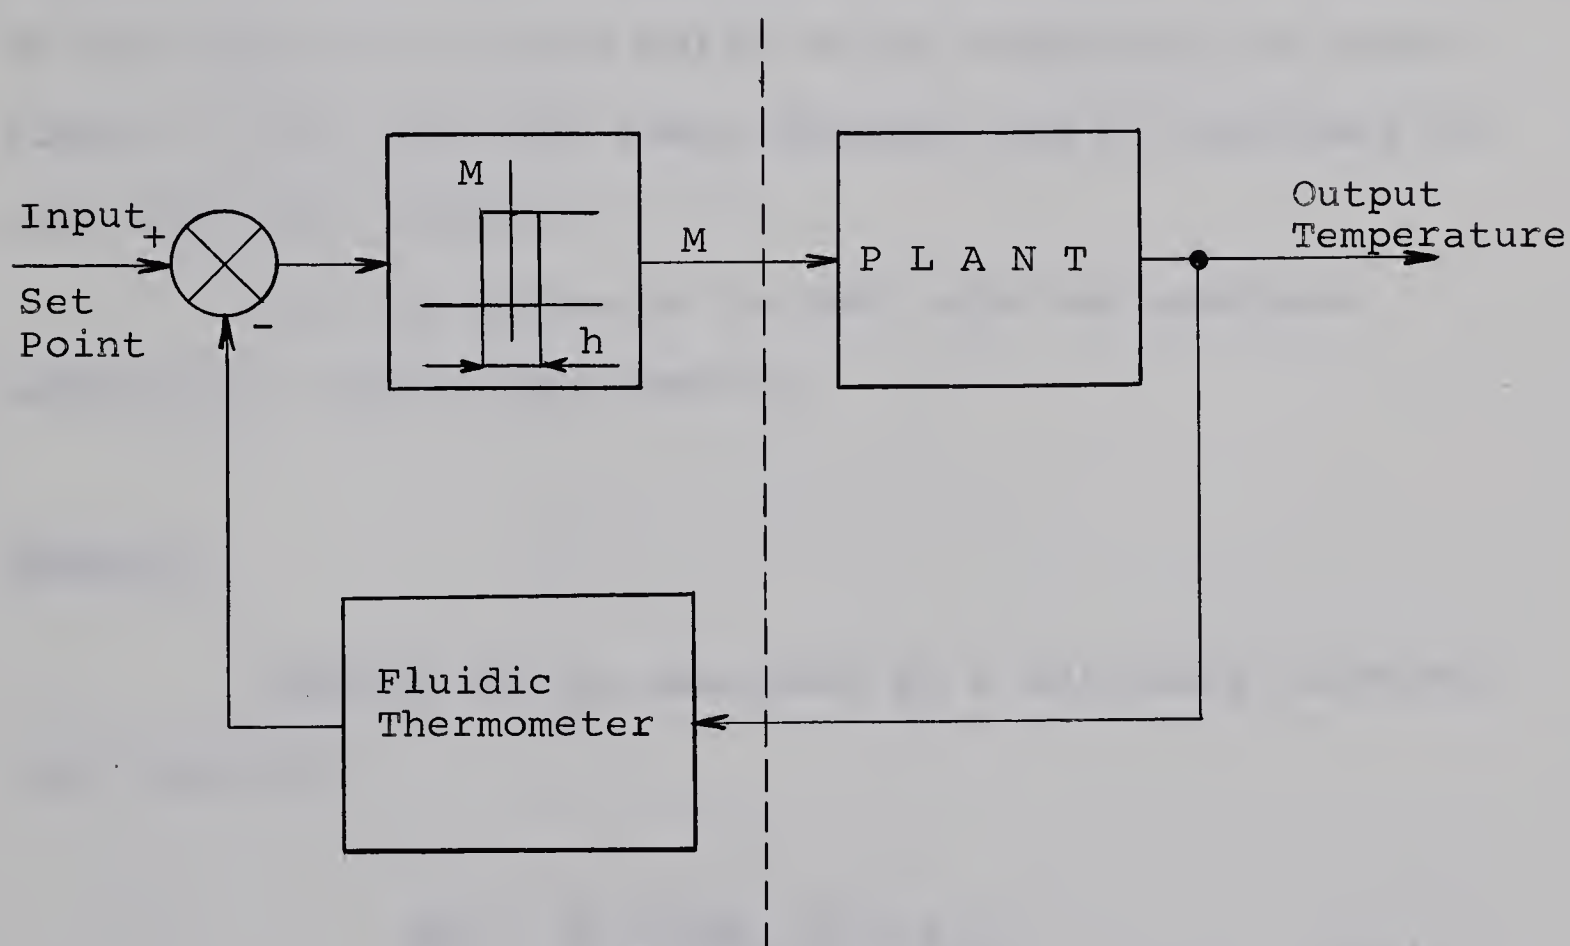 Input
+
Set
Point
-
M
h
M
P L A N T
Output
Temperature
Fluidic
Thermometer